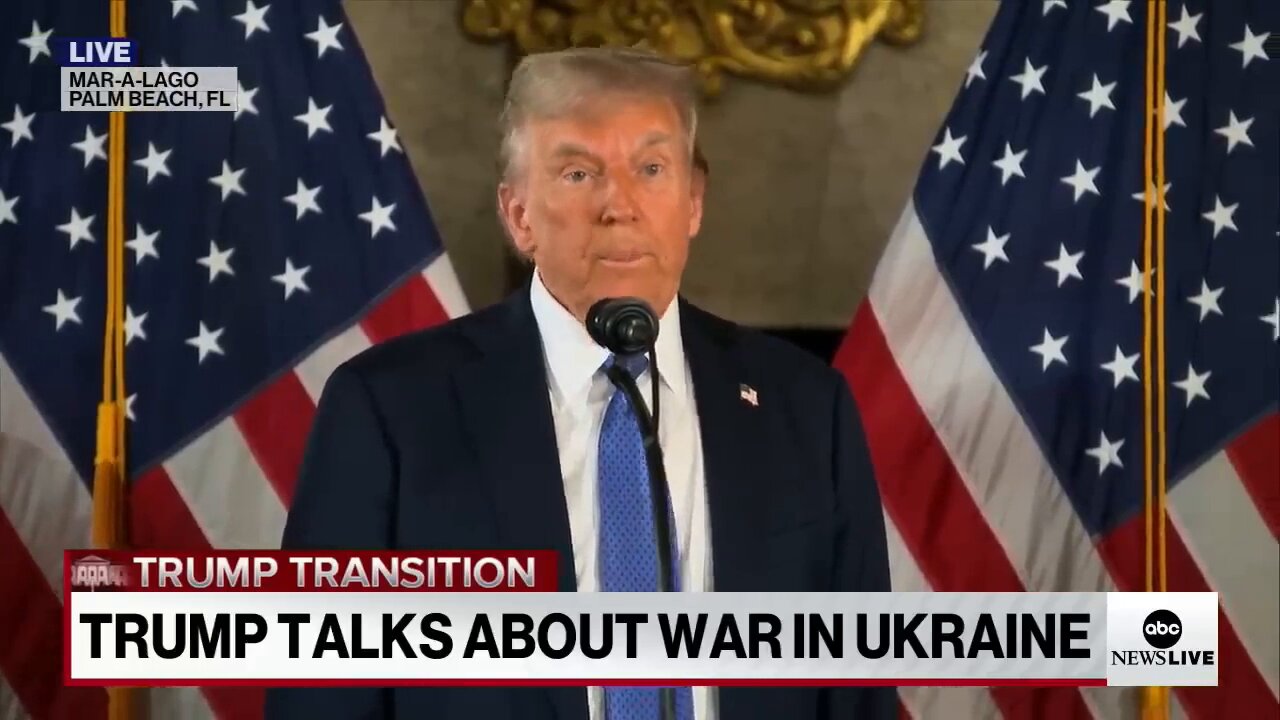 LIVE
MAR-A-LAGO
PALM BEACH, FL
TRUMP TRANSITION
TRUMP TALKS ABOUT WAR IN UKRAINE
abc
NEWS LIVE